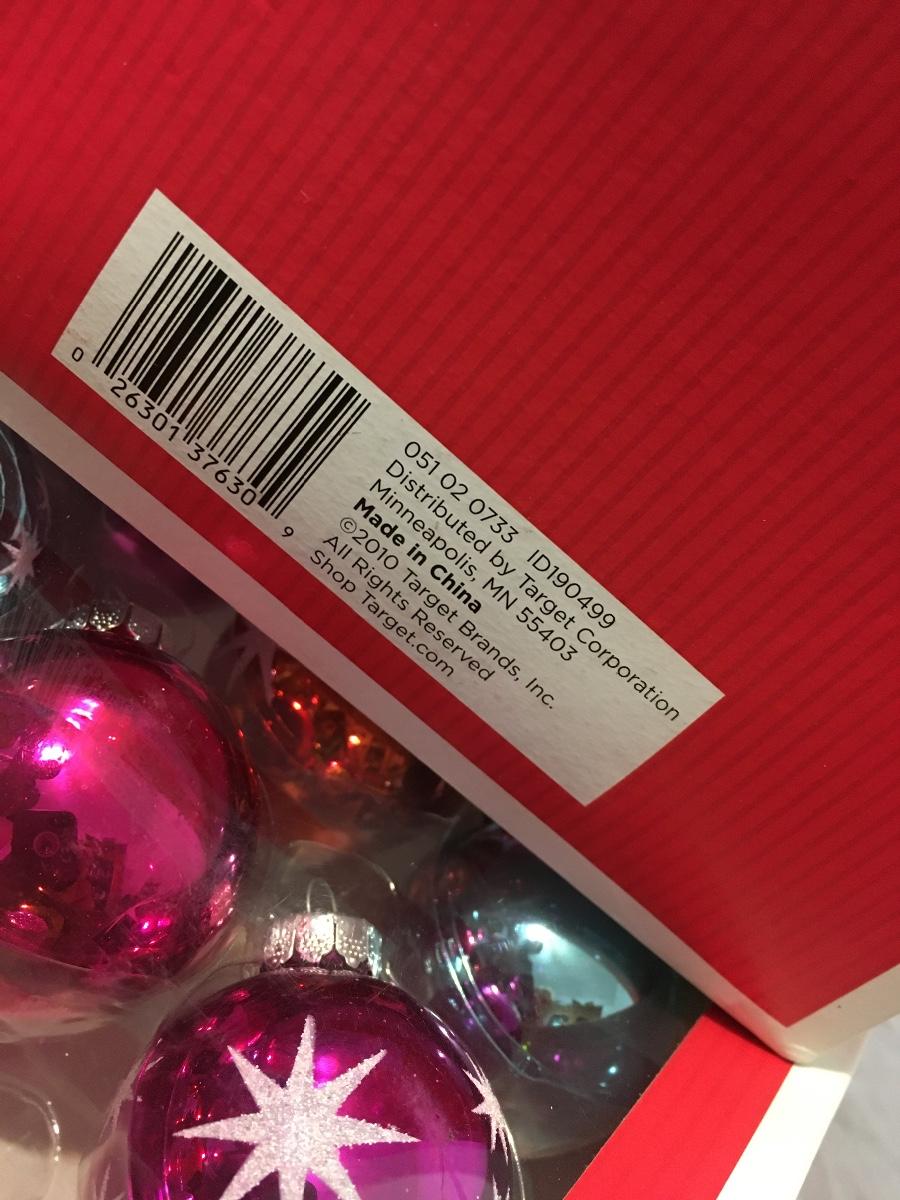 0 26301 37630 9
051 02 0733 ID190499
Distributed by Target Corporation
Minneapolis, MN 55403
Made in China
©2010 Target Brands, Inc.
All Rights Reserved
Shop Target.com